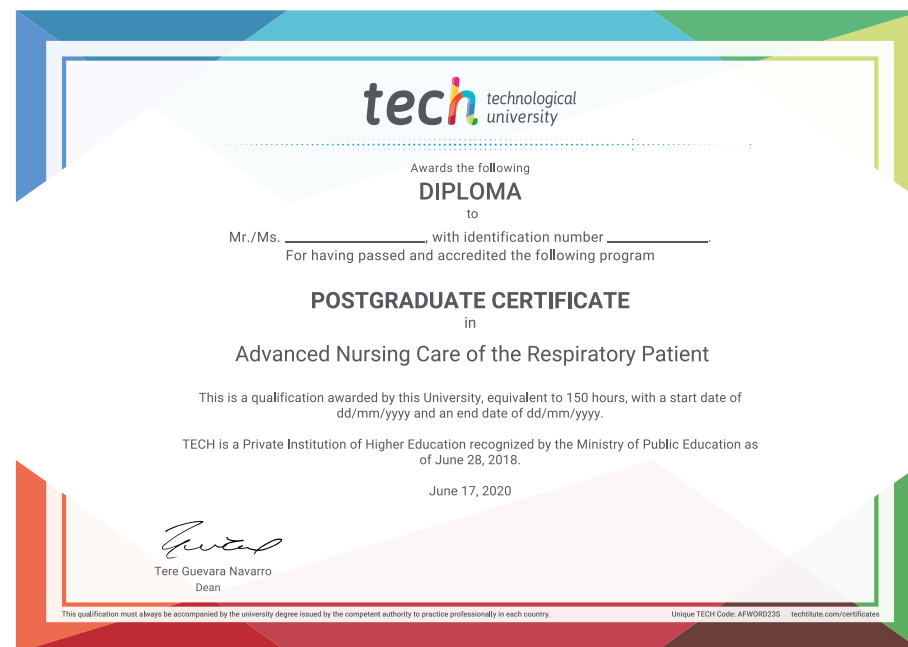 tech technological
university
Awards the following
DIPLOMA
to
Mr./Ms. ____________, with identification number ____________.
For having passed and accredited the following program
POSTGRADUATE CERTIFICATE
in
Advanced Nursing Care of the Respiratory Patient
This is a qualification awarded by this University, equivalent to 150 hours, with a start date of
dd/mm/yyyy and an end date of dd/mm/yyyy.
TECH is a Private Institution of Higher Education recognized by the Ministry of Public Education as
of June 28, 2018.
June 17, 2020
Tere Guevara Navarro
Dean
This qualification must always be accompanied by the university degree issued by the competent authority to practice professionally in each country. Unique TECH Code: AFWORD23S techtitute.com/certificates